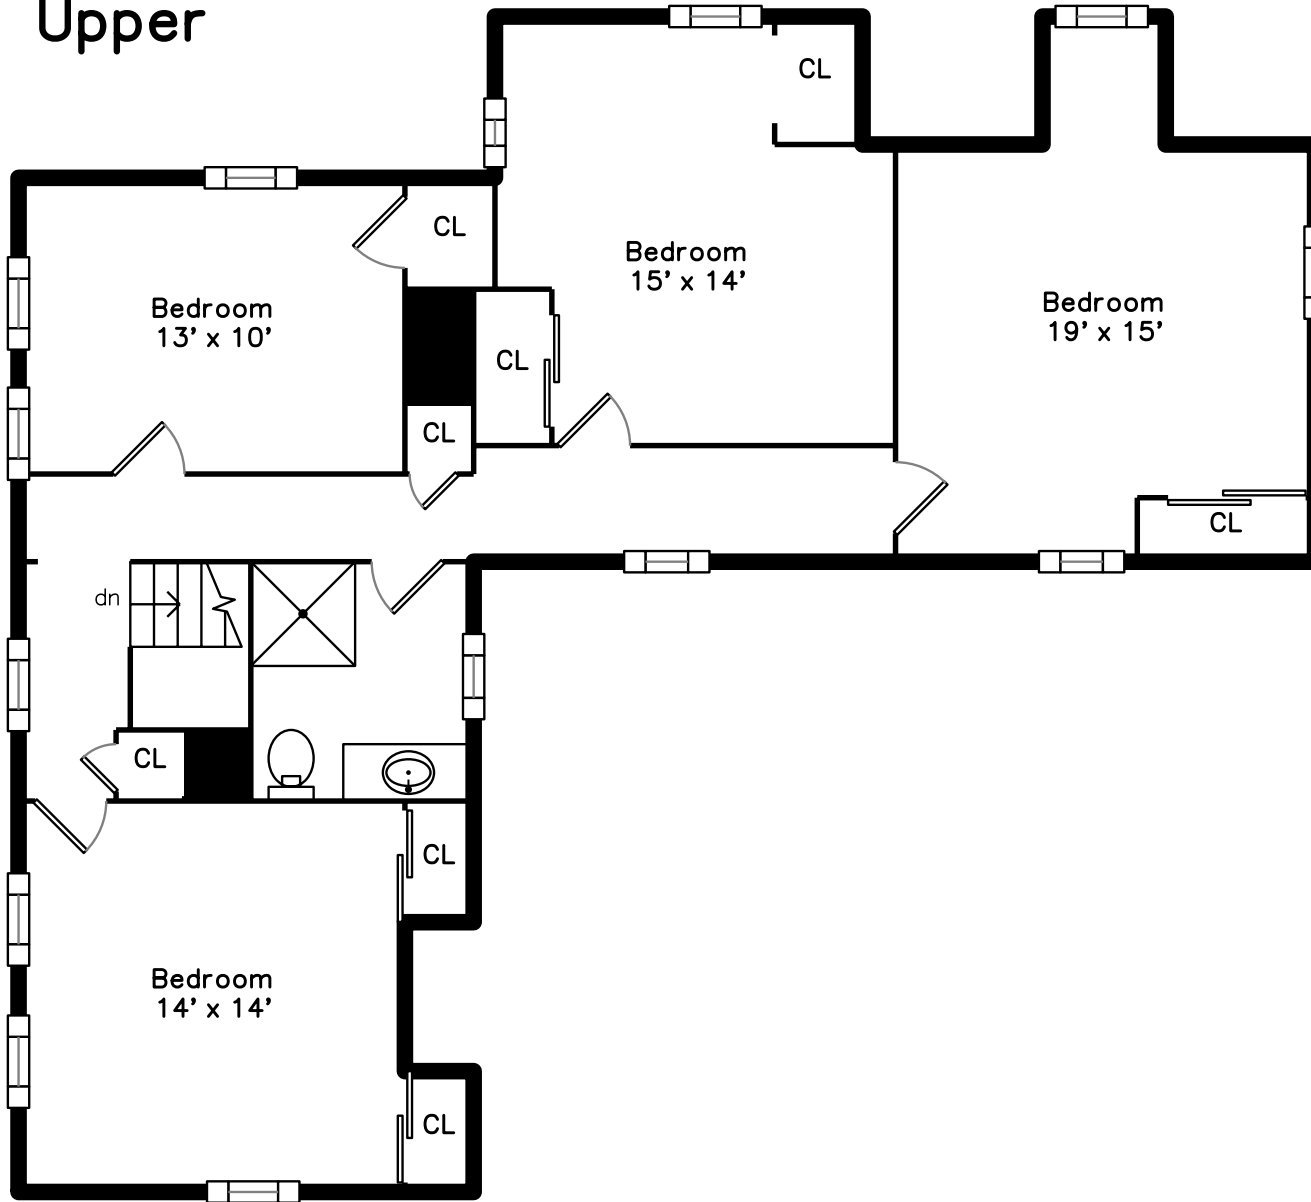 Upper
CL
CL
Bedroom
15’ x 14’
Bedroom
13’ x 10’
Bedroom
19’ x 15’
CL
CL
CL
dn
CL
CL
Bedroom
14’ x 14’
CL